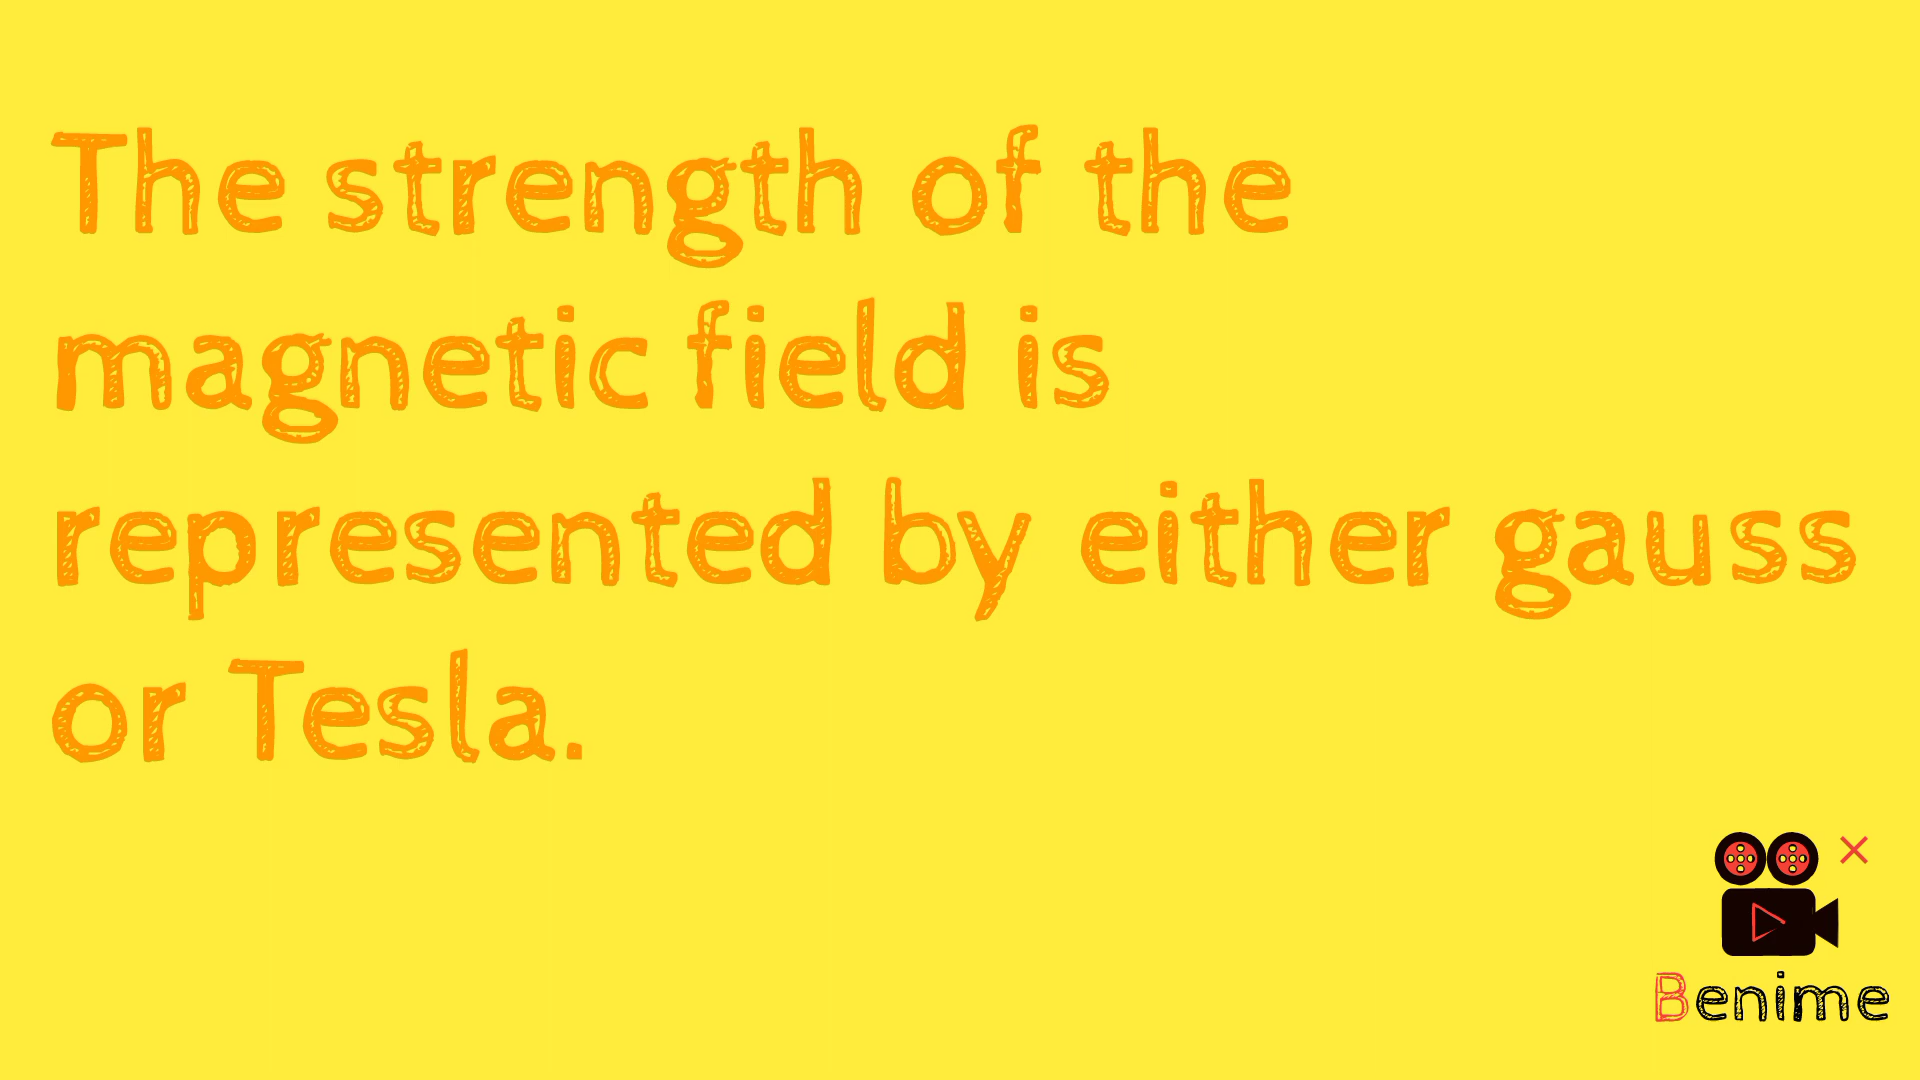 The strength of the
magnetic field is
represented by either gauss
or Tesla.
Benime